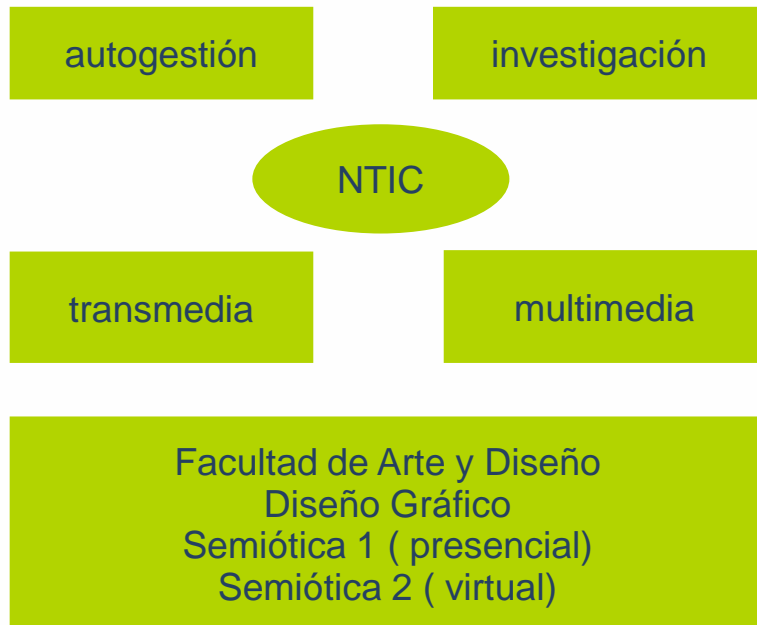 autogestión
investigación
NTIC
transmedia
multimedia
Facultad de Arte y Diseño
Diseño Gráfico
Semiótica 1 ( presencial)
Semiótica 2 ( virtual)